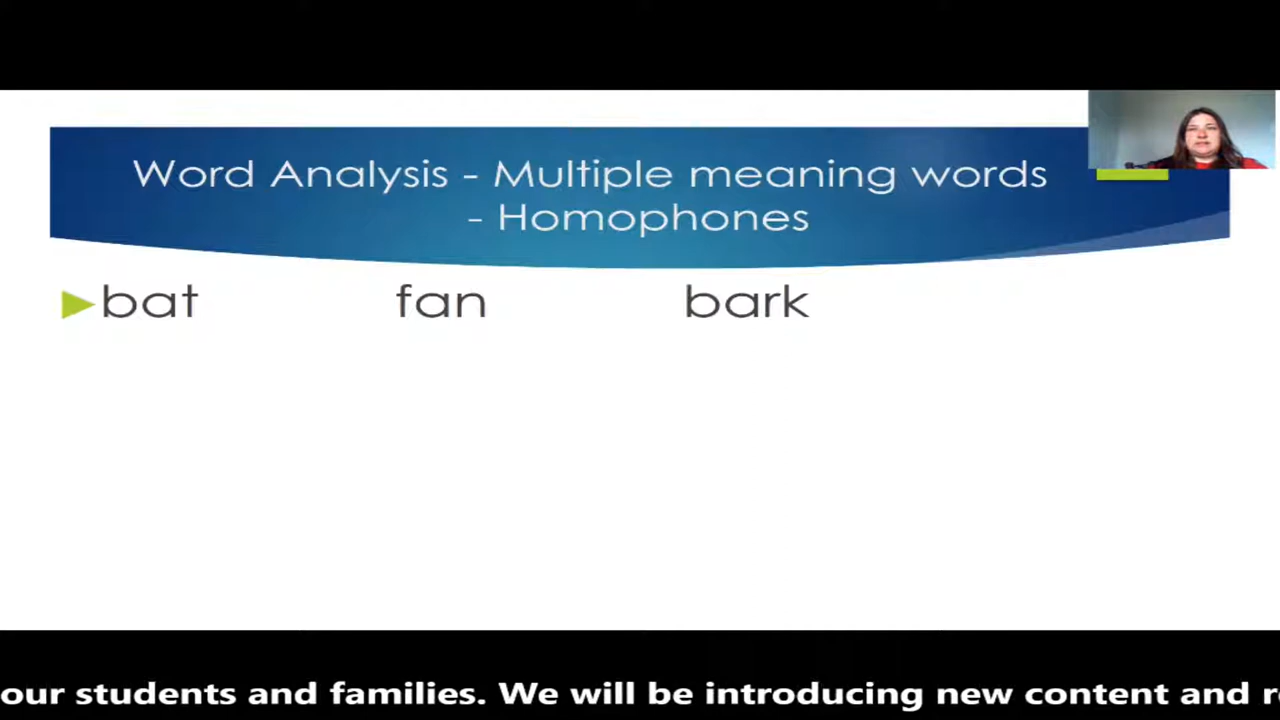 Word Analysis - Multiple meaning words
- Homophones
bat fan bark
our students and families. We will be introducing new content and